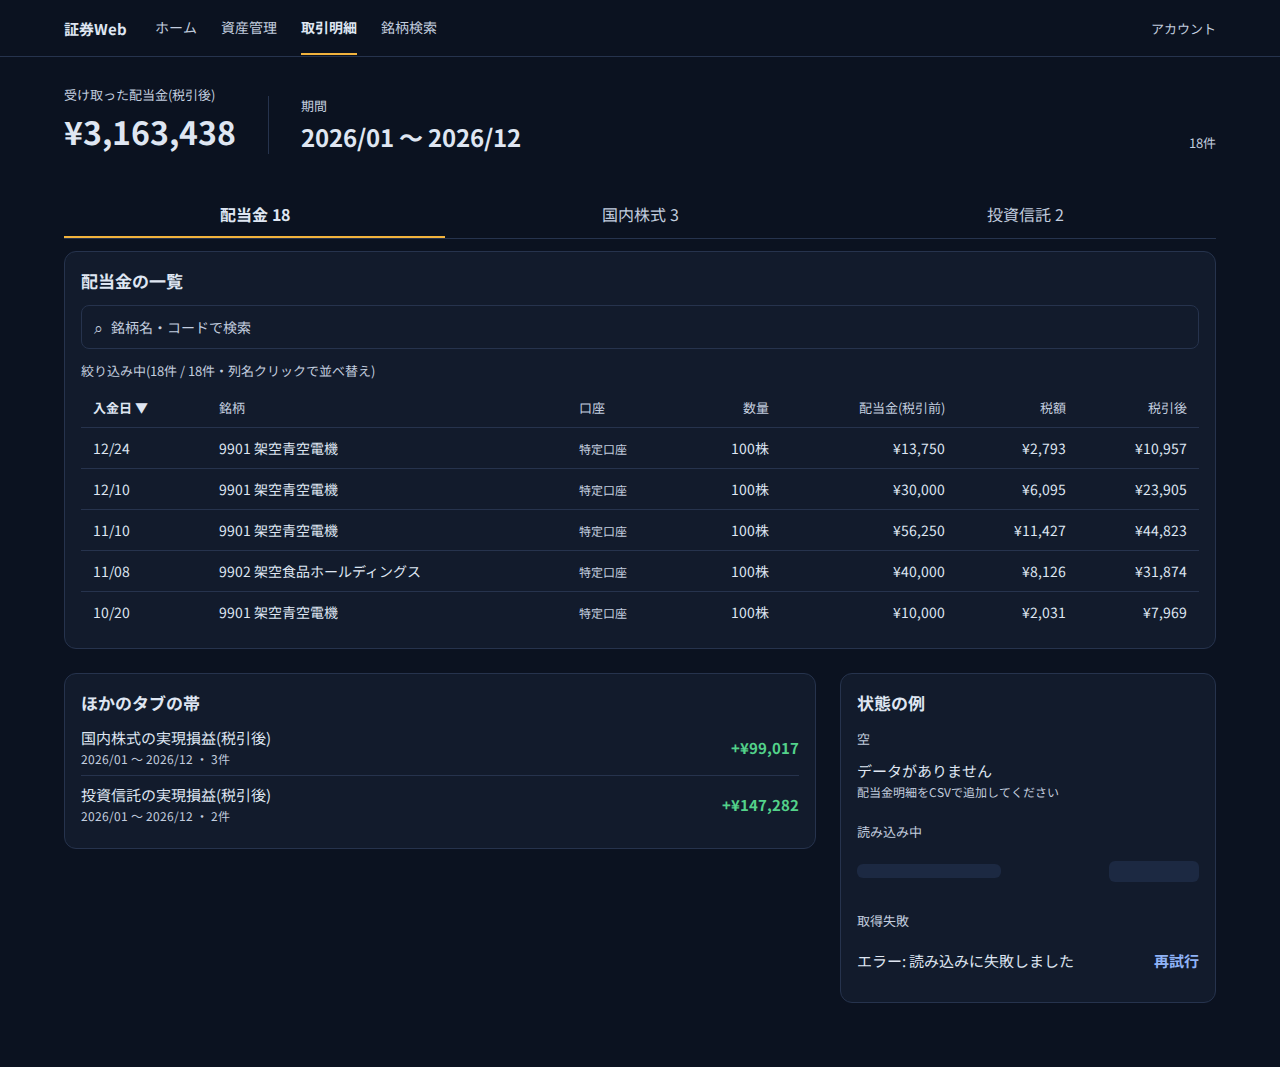 証券Web ホーム 資産管理 取引明細 銘柄検索 アカウント
受け取った配当金(税引後)
¥3,163,438
期間
2026/01 〜 2026/12
18件
配当金 18 国内株式 3 投資信託 2
配当金の一覧
⌕ 銘柄名・コードで検索
絞り込み中(18件 / 18件・列名クリックで並べ替え)
入金日▼ 銘柄 口座 数量 配当金(税引前) 税額 税引後
12/24 9901 架空青空電機 特定口座 100株 ¥13,750 ¥2,793 ¥10,957
12/10 9901 架空青空電機 特定口座 100株 ¥30,000 ¥6,095 ¥23,905
11/10 9901 架空青空電機 特定口座 100株 ¥56,250 ¥11,427 ¥44,823
11/08 9902 架空食品ホールディングス 特定口座 100株 ¥40,000 ¥8,126 ¥31,874
10/20 9901 架空青空電機 特定口座 100株 ¥10,000 ¥2,031 ¥7,969
ほかのタブの帯
国内株式の実現損益(税引後)
2026/01 〜 2026/12 ・ 3件
+¥99,017
投資信託の実現損益(税引後)
2026/01 〜 2026/12 ・ 2件
+¥147,282
状態の例
空
データがありません
配当金明細をCSVで追加してください
読み込み中
取得失敗
エラー: 読み込みに失敗しました 再試行